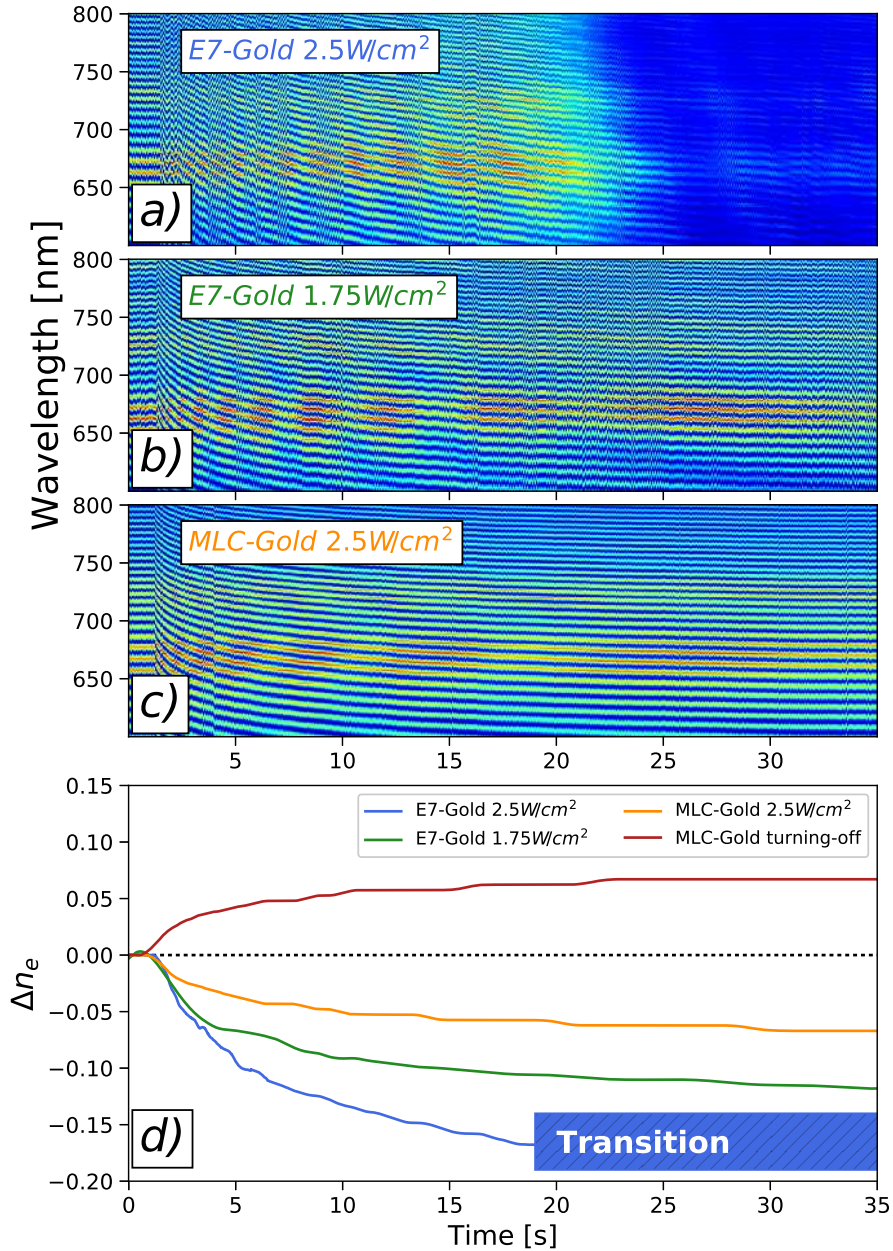 800
750
700
650
E7-Gold 2.5W/cm²
a)
800
750
700
650
E7-Gold 1.75W/cm²
b)
Wavelength [nm]
800
750
700
650
MLC-Gold 2.5W/cm²
c)
5 10 15 20 25 30
0.15
0.10
0.05
0.00
−0.05
−0.10
−0.15
−0.20
Δnₑ
E7-Gold 2.5W/cm²
E7-Gold 1.75W/cm²
MLC-Gold 2.5W/cm²
MLC-Gold turning-off
Transition
d)
0 5 10 15 20 25 30 35
Time [s]